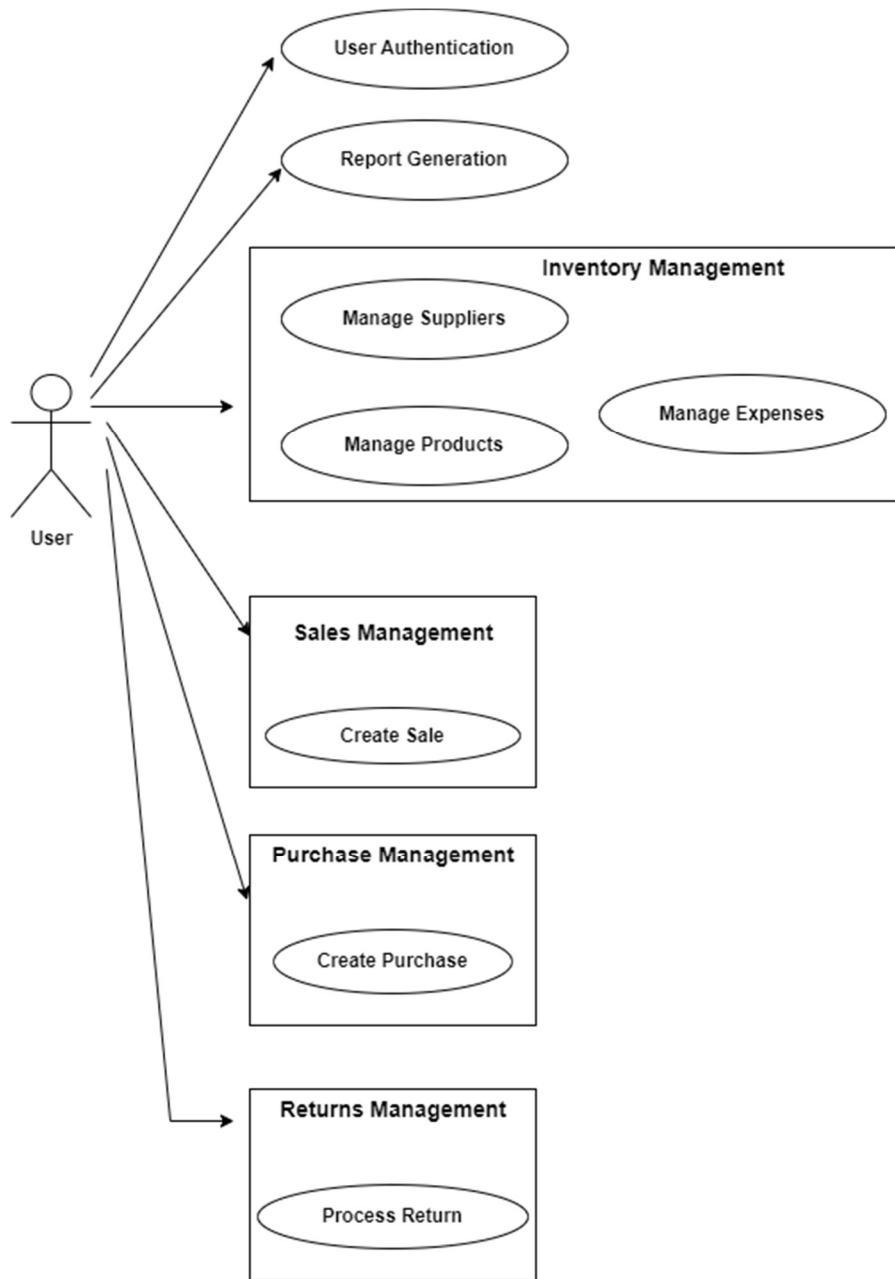 User Authentication
Report Generation
Inventory Management
Manage Suppliers
Manage Expenses
Manage Products
User
Sales Management
Create Sale
Purchase Management
Create Purchase
Returns Management
Process Return